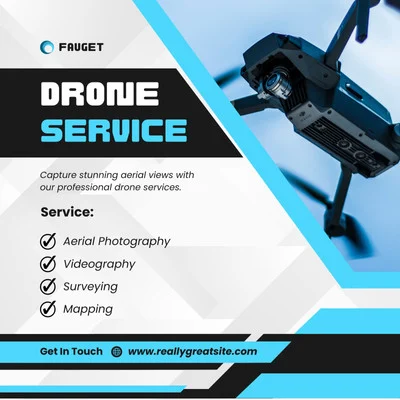 FAUGET
DRONE
SERVICE
Capture stunning aerial views with
our professional drone services.
Service:
Aerial Photography
Videography
Surveying
Mapping
Get In Touch www.reallygreatsite.com